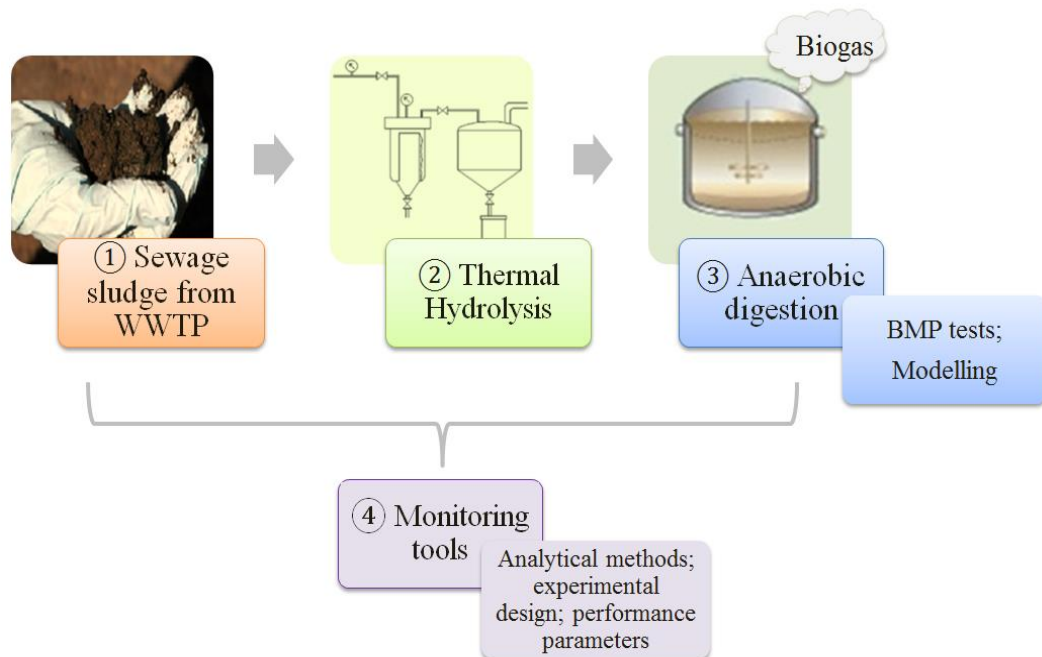 Biogas
① Sewage
sludge from
WWTP
② Thermal
Hydrolysis
③ Anaerobic
digestion
BMP tests;
Modelling
④ Monitoring
tools
Analytical methods;
experimental
design; performance
parameters